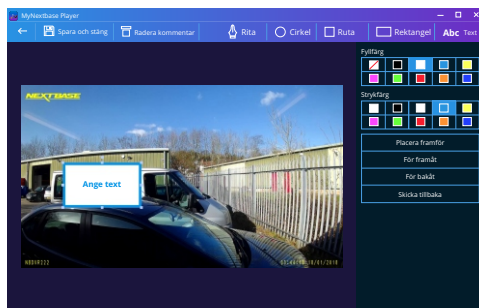 MyNextbase Player
Spara och stäng
Radera kommentar
Rita
Cirkel
Ruta
Rektangel
Abc Text
Fyllfärg
NEXTBASE
Strykfärg
Placera framför
För framåt
För bakåt
Skicka tillbaka
Ange text